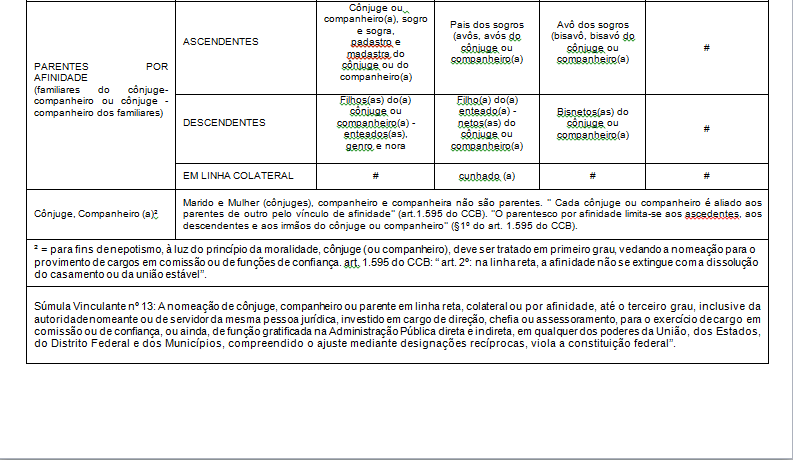 PARENTES POR
AFINIDADE
(familiares do cônjuge-
companheiro ou cônjuge -
companheiro dos familiares)
ASCENDENTES
Cônjuge ou
companheiro(a), sogro
e sogra,
padastro e
madastra do
cônjuge ou do
companheiro(a)
Pais dos sogros
(avôs, avós do
cônjuge ou
companheiro(a)
Avô dos sogros
(bisavô, bisavó do
cônjuge ou
companheiro(a)
#
DESCENDENTES
Filhos(as) do(a)
cônjuge ou
companheiro(a) -
enteados(as),
genro e nora
Filho(a) do(a)
enteado(a) -
netos(as) do
cônjuge ou
companheiro(a)
Bisnetos(as) do
cônjuge ou
companheiro(a)
#
EM LINHA COLATERAL
#
cunhado (a)
#
#
Cônjuge, Companheiro (a)²
Marido e Mulher (cônjuges), companheiro e companheira não são parentes. " Cada cônjuge ou companheiro é aliado aos
parentes de outro pelo vínculo de afinidade" (art.1.595 do CCB). "O parentesco por afinidade limita-se aos ascedentes, aos
descendentes e aos irmãos do cônjuge ou companheiro" (§1º do art. 1.595 do CCB).
² = para fins de nepotismo, à luz do princípio da moralidade, cônjuge (ou companheiro), deve ser tratado em primeiro grau, vedando a nomeação para o
provimento de cargos em comissão ou de funções de confiança. art. 1.595 do CCB: “ art. 2º: na linha reta, a afinidade não se extingue com a dissolução
do casamento ou da união estável”.
Súmula Vinculante nº 13: A nomeação de cônjuge, companheiro ou parente em linha reta, colateral ou por afinidade, até o terceiro grau, inclusive da
autoridade nomeante ou de servidor da mesma pessoa jurídica, investido em cargo de direção, chefia ou assessoramento, para o exercício de cargo em
comissão ou de confiança, ou ainda, de função gratificada na Administração Pública direta e indireta, em qualquer dos poderes da União, dos Estados,
do Distrito Federal e dos Municípios, compreendido o ajuste mediante designações recíprocas, viola a constituição federal”.